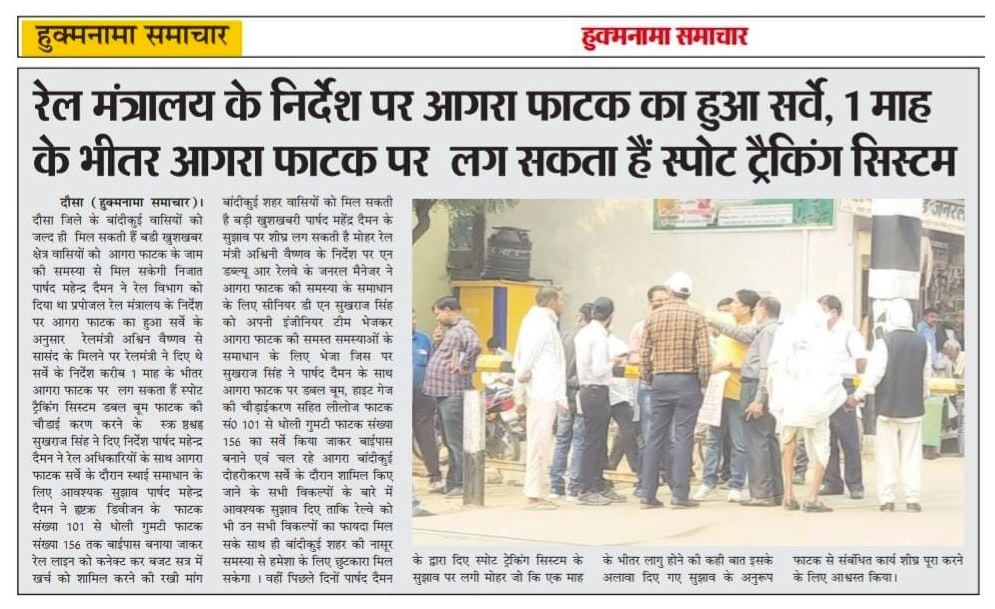 हुक्मनामा समाचार
हुक्मनामा समाचार
रेल मंत्रालय के निर्देश पर आगरा फाटक का हुआ सर्वे, 1 माह
के भीतर आगरा फाटक पर लग सकता हैं स्पोट ट्रैकिंग सिस्टम
दौसा (हुक्मनामा समाचार)।
दौसा जिले के बांदीकुई वासियों को
जल्द ही मिल सकती हैं बडी खुशखबर
क्षेत्र वासियों को आगरा फाटक के जाम
की समस्या से मिल सकेगी निजात
पार्षद महेन्द्र दैमन ने रेल विभाग को
दिया था प्रपोजल रेल मंत्रालय के निर्देश
पर आगरा फाटक का हुआ सर्वे के
अनुसार रेलमंत्री अश्विन वैष्णव से
सासंद के मिलने पर रेलमंत्री ने दिए थे
सर्वे के निर्देश करीब 1 माह के भीतर
आगरा फाटक पर लग सकता हैं स्पोट
ट्रैकिंग सिस्टम डबल बूम फाटक की
चौडाई करण करने के स्क्र ष्ठश्वहृ
सुखराज सिंह ने दिए निर्देश पार्षद महेन्द्र
दैमन ने रेल अधिकारियों के साथ आगरा
फाटक सर्वे के दौरान स्थाई समाधान के
लिए आवश्यक सुझाव पार्षद महेन्द्र
दैमन ने डिवीजन के फाटक
संख्या 101 से धोली गुमटी फाटक
संख्या 156 तक बाईपास बनाया जाकर
रेल लाइन को कनेक्ट कर बजट सत्र में
खर्च को शामिल करने की रखी मांग
बांदीकुई शहर वासियों को मिल सकती
है बड़ी खुशखबरी पार्षद महेंद्र दैमन के
सुझाव पर शीघ्र लग सकती है मोहर रेल
मंत्री अश्विनी वैष्णव के निर्देश पर एन
डब्ल्यू आर रेलवे के जनरल मैनेजर ने
आगरा फाटक की समस्या के समाधान
के लिए सीनियर डी एन सुखराज सिंह
को अपनी इंजीनियर टीम भेजकर
आगरा फाटक की समस्त समस्याओं के
समाधान के लिए भेजा जिस पर
सुखराज सिंह ने पार्षद दैमन के साथ
आगरा फाटक पर डबल बूम, हाइट गेज
की चौड़ाईकरण सहित लीलोज फाटक
सं0 101 से धोली गुमटी फाटक संख्या
156 का सर्वे किया जाकर बाईपास
बनाने एवं चल रहे आगरा बांदीकुई
दोहरीकरण सर्वे के दौरान शामिल किए
जाने के सभी विकल्पों के बारे में
आवश्यक सुझाव दिए ताकि रेल्वे को
भी उन सभी विकल्पों का फायदा मिल
सके साथ ही बांदीकुई शहर की नासूर
समस्या से हमेशा के लिए छुटकारा मिल
सकेगा । वहीं पिछले दिनों पार्षद दैमन
के द्वारा दिए स्पोट ट्रेकिंग सिस्टम के
सुझाव पर लगी मोहर जो कि एक माह
के भीतर लागु होने की कही बात इसके
अलावा दिए गए सुझाव के अनुरूप
फाटक से संबंधित कार्य शीघ्र पूरा करने
के लिए आश्वस्त किया।